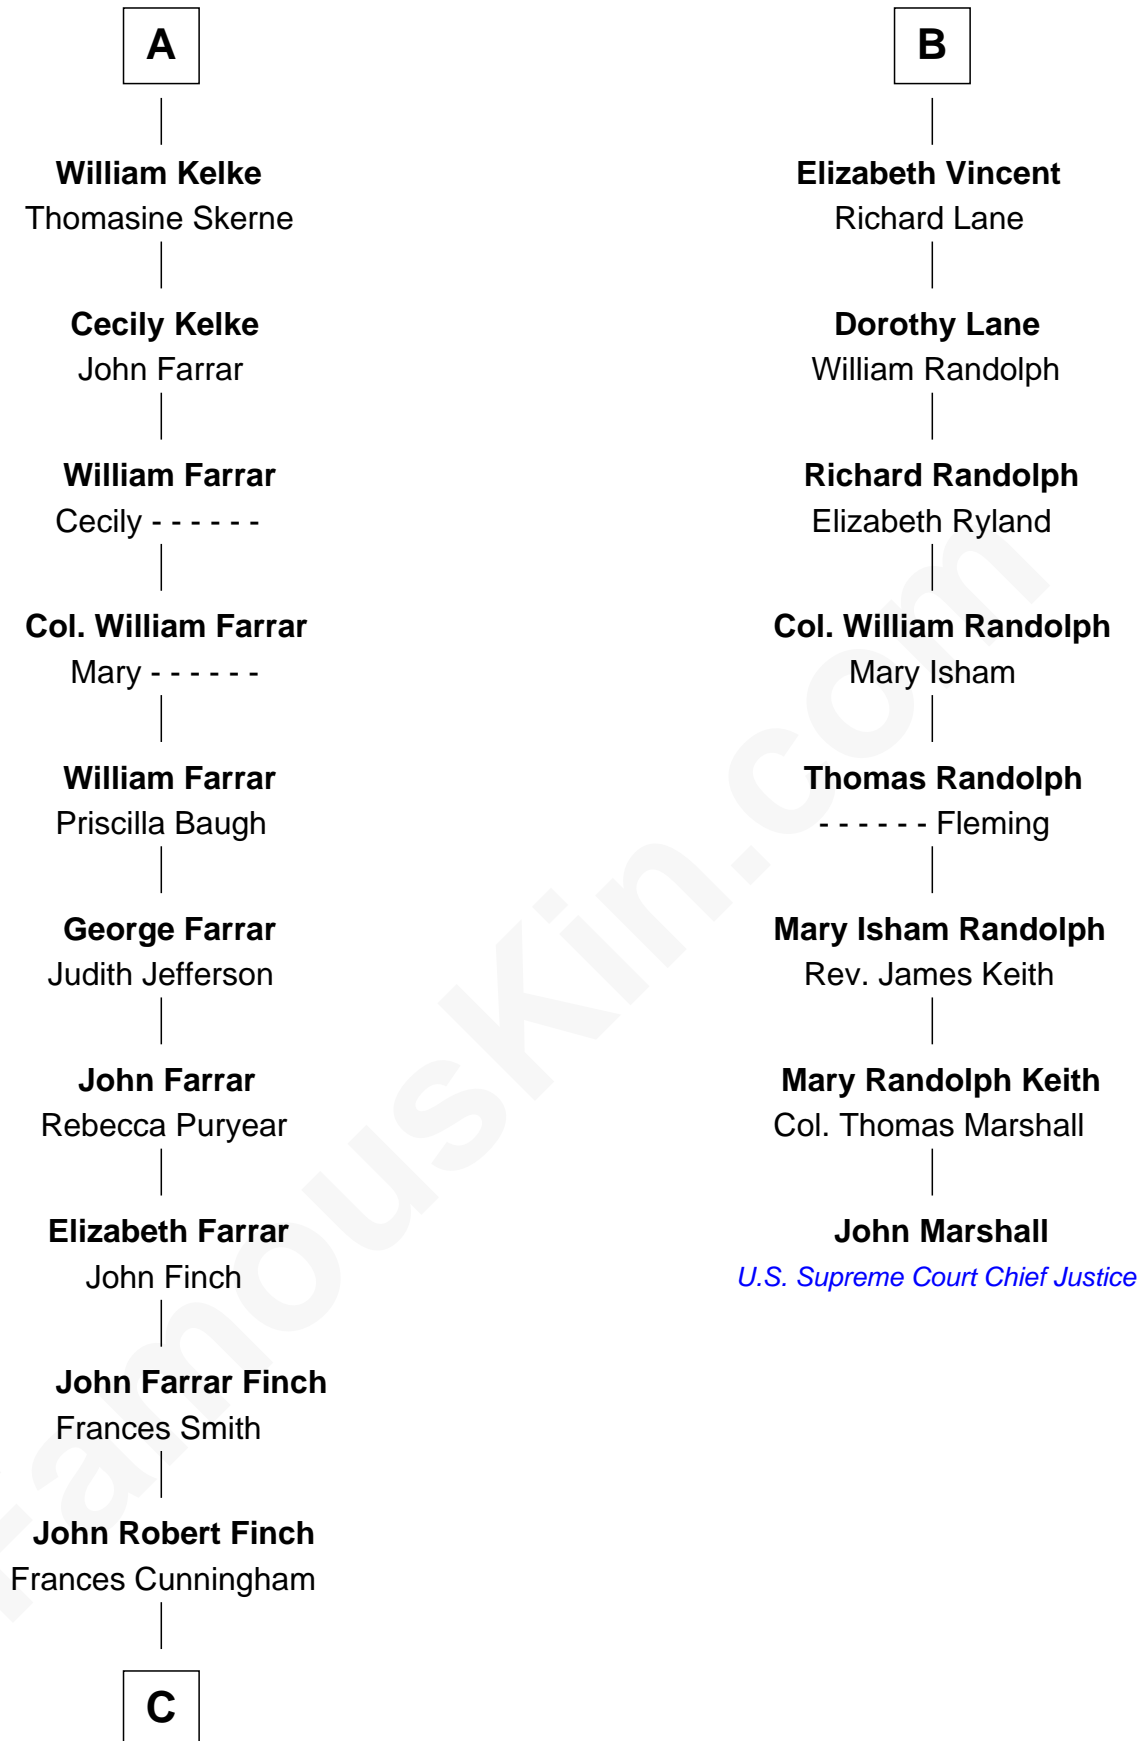 A
William Kelke
Thomasine Skerne
Cecily Kelke
John Farrar
William Farrar
Cecily - - - - - -
Col. William Farrar
Mary - - - - - -
William Farrar
Priscilla Baugh
George Farrar
Judith Jefferson
John Farrar
Rebecca Puryear
Elizabeth Farrar
John Finch
John Farrar Finch
Frances Smith
John Robert Finch
Frances Cunningham
C
B
Elizabeth Vincent
Richard Lane
Dorothy Lane
William Randolph
Richard Randolph
Elizabeth Ryland
Col. William Randolph
Mary Isham
Thomas Randolph
- - - - - - Fleming
Mary Isham Randolph
Rev. James Keith
Mary Randolph Keith
Col. Thomas Marshall
John Marshall
U.S. Supreme Court Chief Justice
FamousKin.com